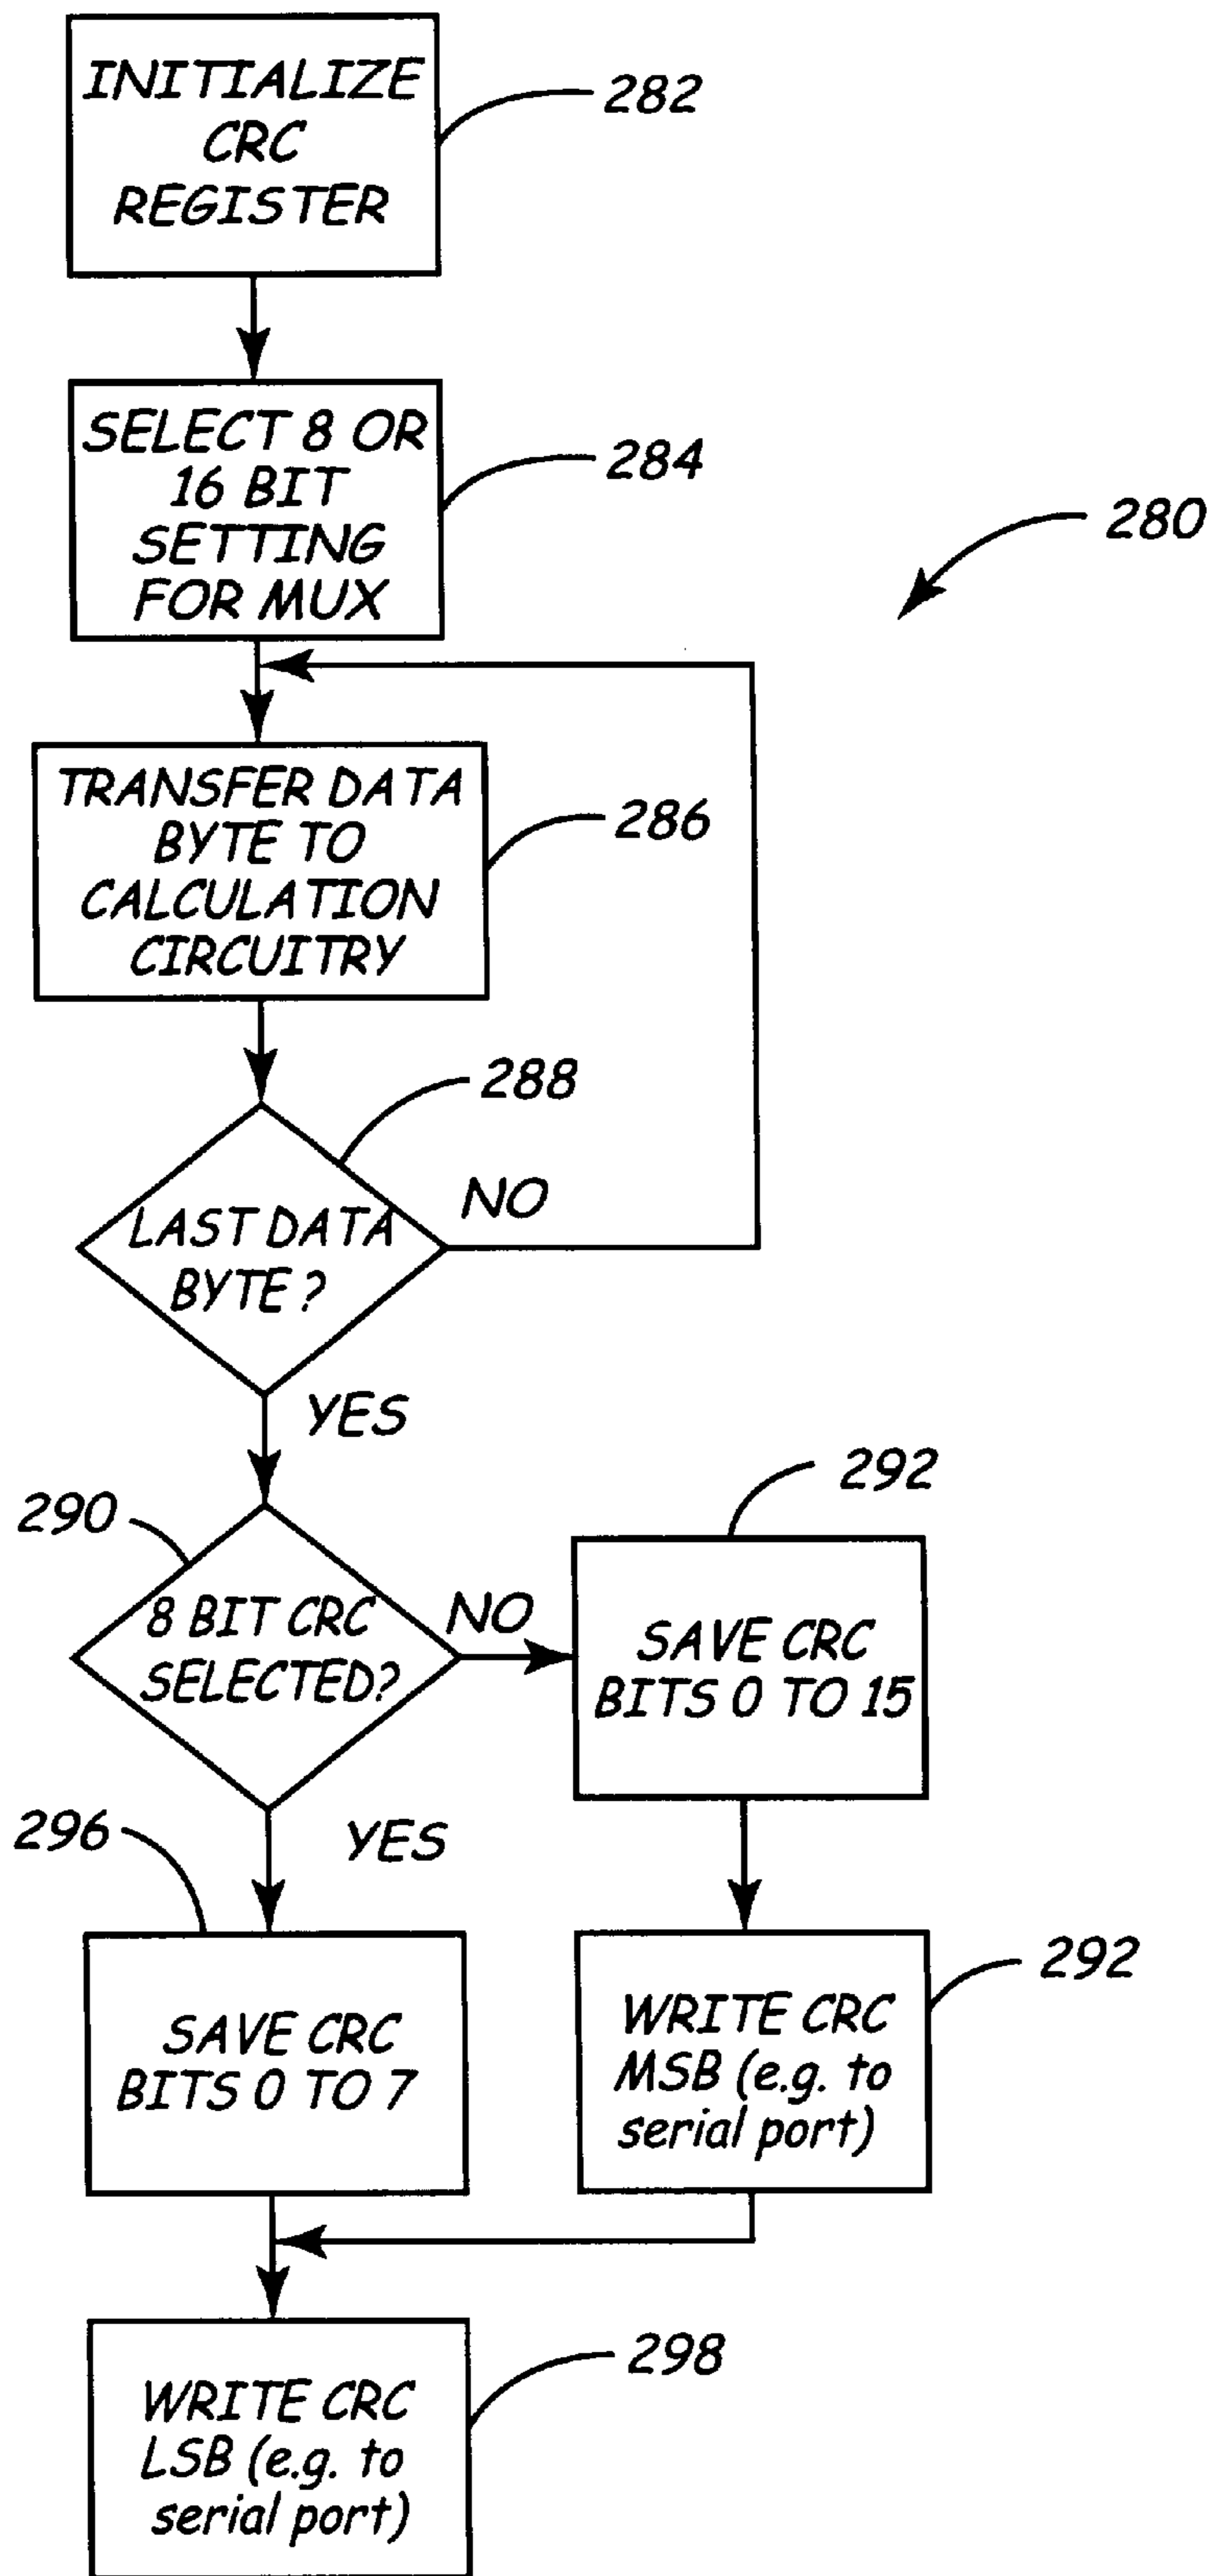 INITIALIZE
CRC
REGISTER
282
SELECT 8 OR
16 BIT
SETTING
FOR MUX
284
280
TRANSFER DATA
BYTE TO
CALCULATION
CIRCUITRY
286
288
LAST DATA
BYTE?
NO
YES
290
8 BIT CRC
SELECTED?
NO
292
SAVE CRC
BITS 0 TO 15
YES
296
SAVE CRC
BITS 0 TO 7
WRITE CRC
MSB (e.g. to
serial port)
292
WRITE CRC
LSB (e.g. to
serial port)
298